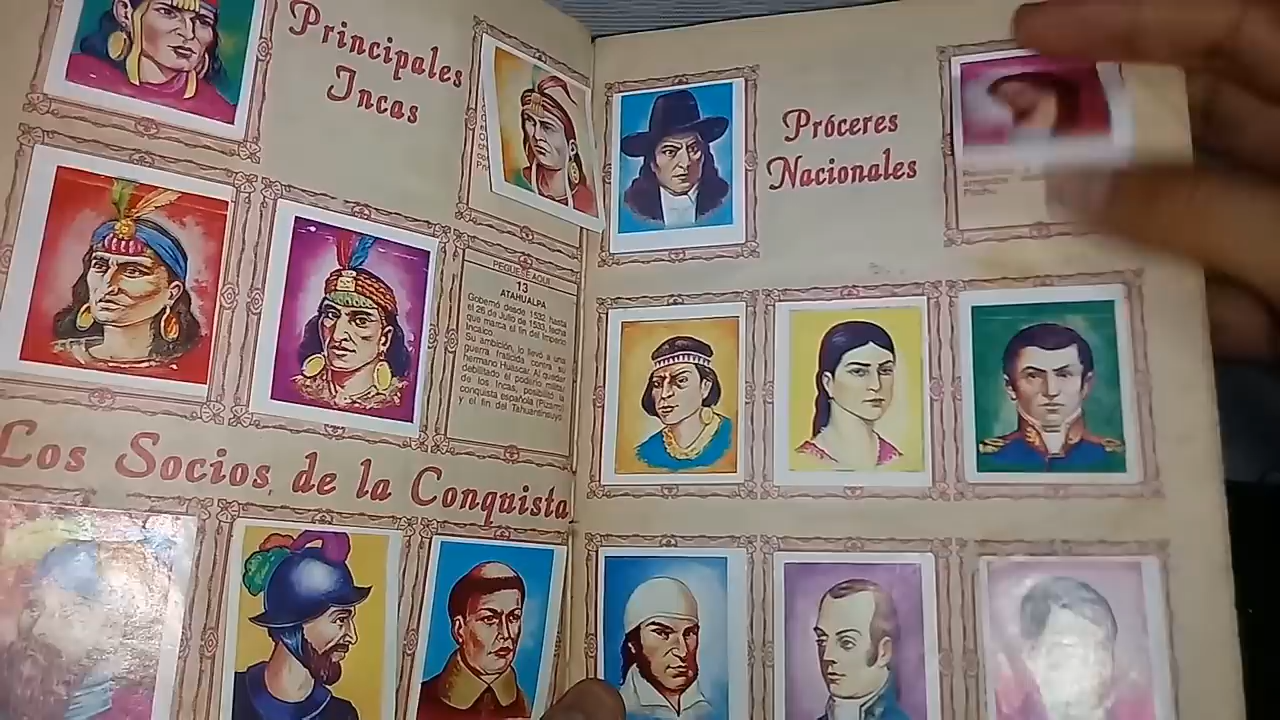 Principales
Incas
PEGUESE AQUI
13
ATAHUALPA
Gobernó desde 1532, hasta
el 26 de Julio de 1533, fecha
que marca el fin del Imperio
Incaico.
Su ambición, lo llevó a una
guerra fraticida contra su
hermano Huascar. Al quedar
debilitado el poderío militar
de los Incas, posibilitó la
conquista española (Pizarro)
y el fin del Tahuantinsuyo
Los Socios de la Conquista
Próceres
Nacionales